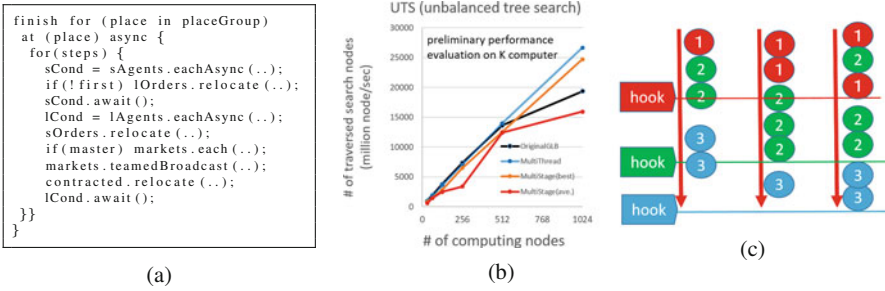 finish for (place in placeGroup)
at (place) async {
for(steps) {
sCond = sAgents.eachAsync(..);
if(!first) lOrders.relocate(..);
sCond.await();
lCond = lAgents.eachAsync(..);
sOrders.relocate(..);
if(master) markets.each(..);
markets.teamedBroadcast(..);
contracted.relocate(..);
lCond.await();
}}
}
(a)
UTS (unbalanced tree search)
# of traversed search nodes
(million node/sec)
30000
25000
20000
15000
10000
5000
0
preliminary performance
evaluation on K computer
OriginalGLB
MultiThread
MultiStage(best)
MultiStage(ave.)
0 256 512 768 1024
# of computing nodes
(b)
1 1 1
2 1 2
2 2 1
hook
2 2
3 2 2
3
hook
3 3
3
hook
(c)